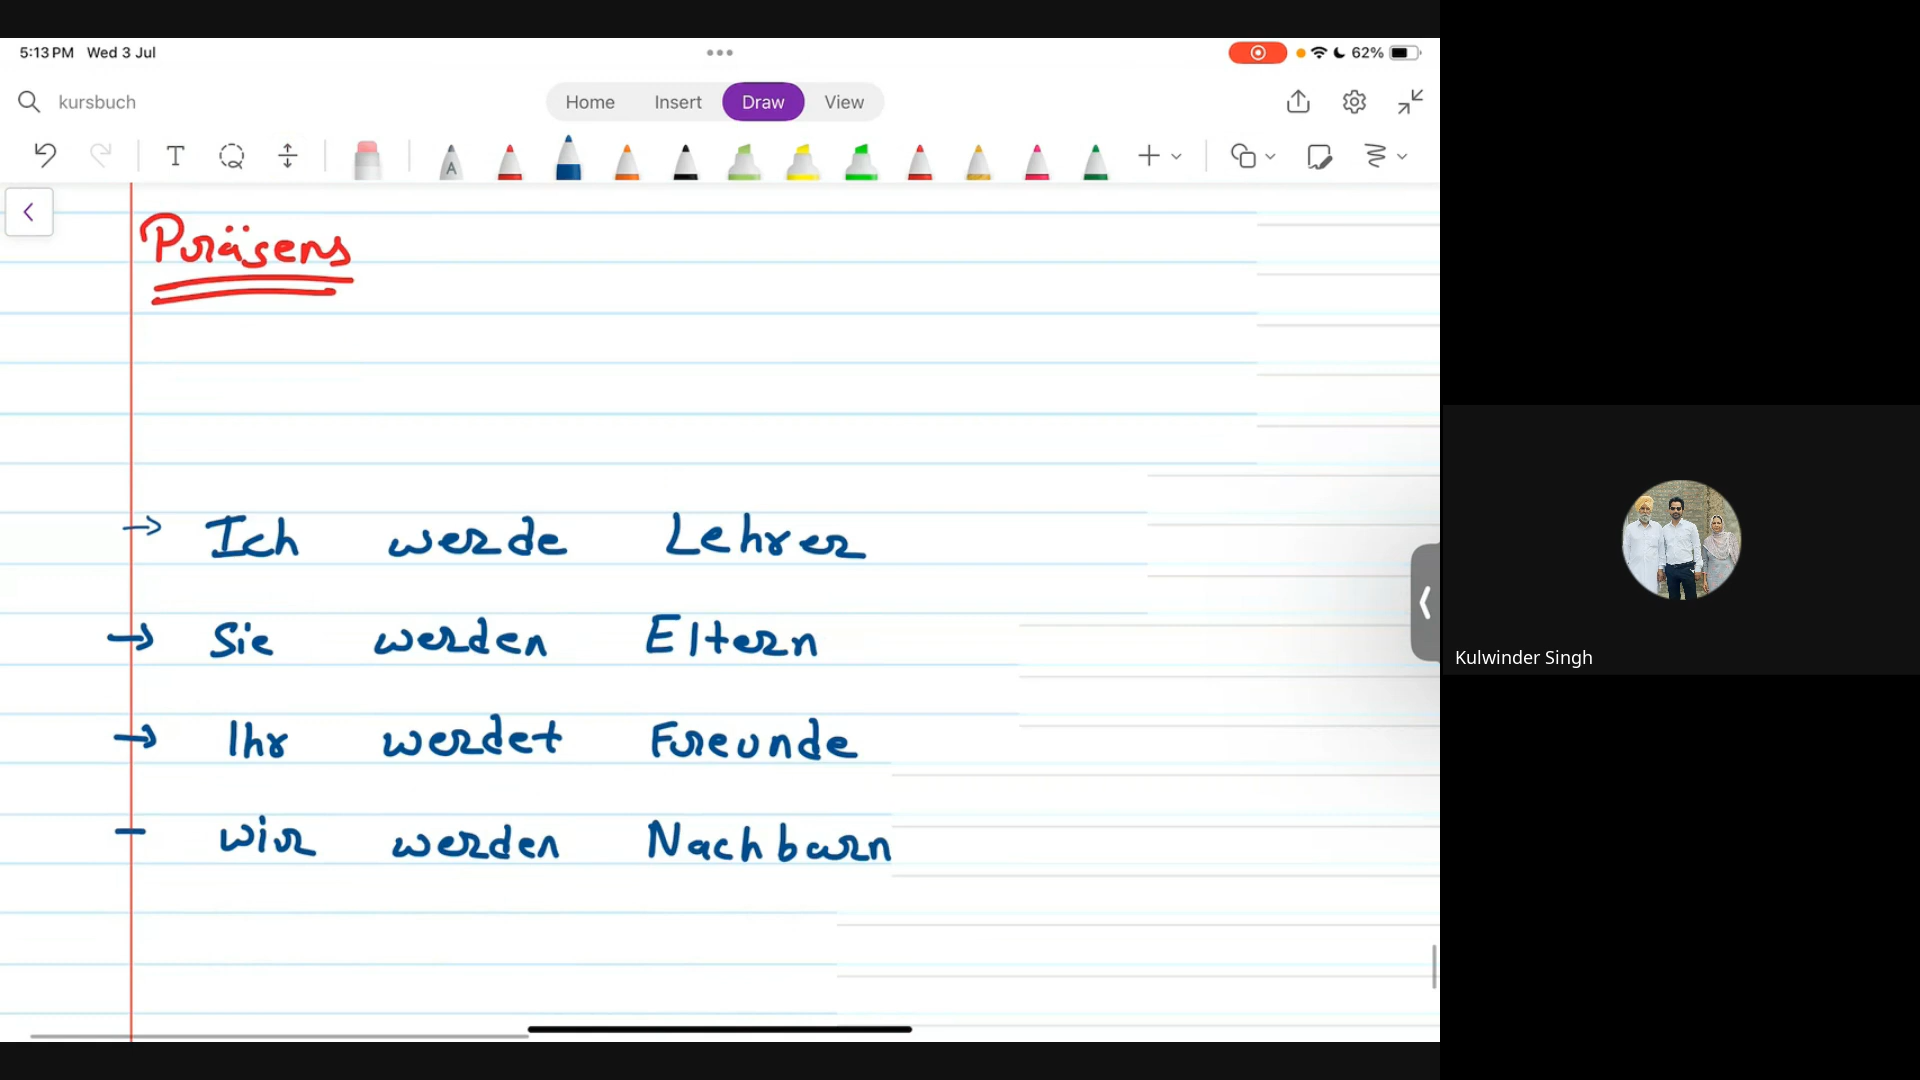 5:13 PM Wed 3 Jul
62%
kursbuch
Home Insert Draw View
T
A
Präsens
→ Ich werde Lehrer
→ Sie werden Eltern
→ Ihr werdet Freunde
- wir werden Nachbarn
Kulwinder Singh